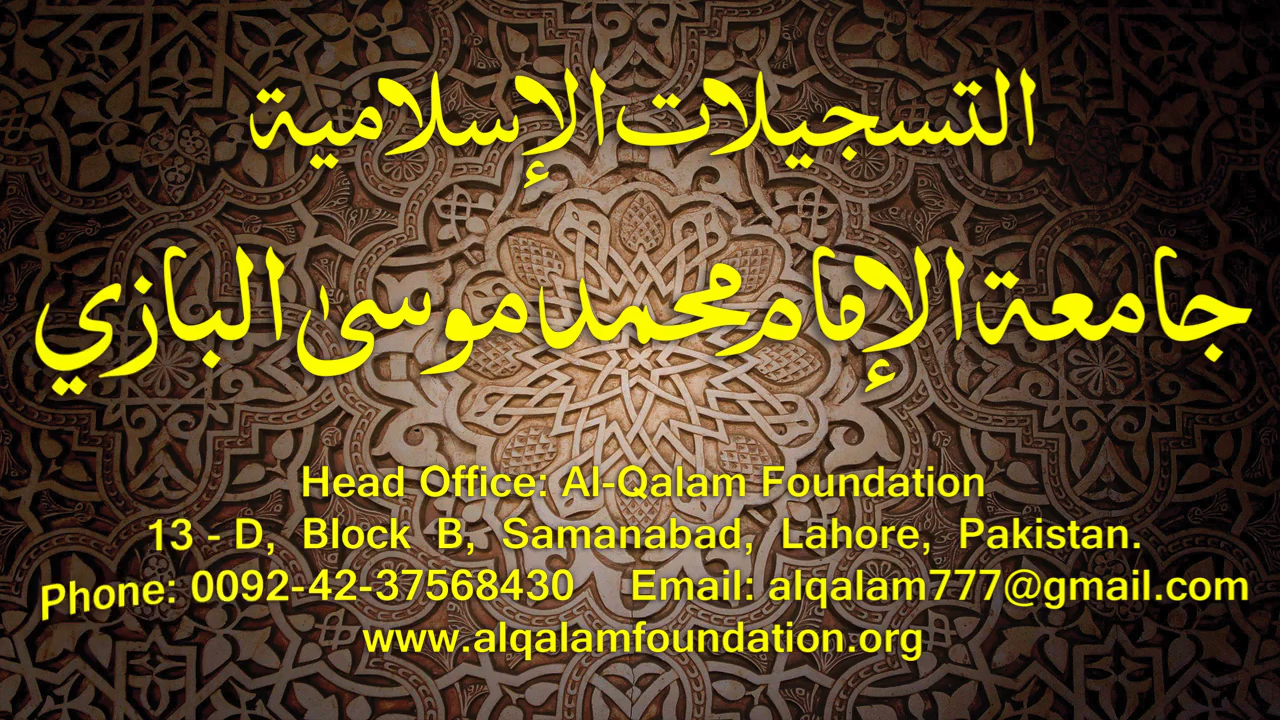 التسجيلات الإسلامية
جامعة الإمام محمد موسى البازي
Head Office: Al-Qalam Foundation
13 - D, Block B, Samanabad, Lahore, Pakistan.
Phone: 0092-42-37568430 Email: alqalam777@gmail.com
www.alqalamfoundation.org